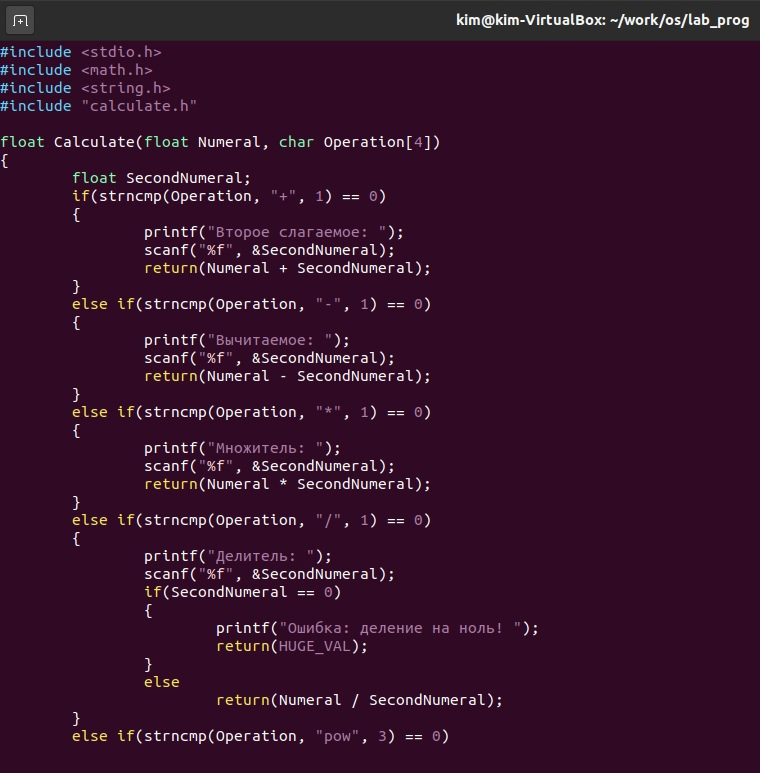 kim@kim-VirtualBox: ~/work/os/lab_prog
#include <stdio.h>
#include <math.h>
#include <string.h>
#include "calculate.h"

float Calculate(float Numeral, char Operation[4])
{
        float SecondNumeral;
        if(strncmp(Operation, "+", 1) == 0)
        {
                printf("Второе слагаемое: ");
                scanf("%f", &SecondNumeral);
                return(Numeral + SecondNumeral);
        }
        else if(strncmp(Operation, "-", 1) == 0)
        {
                printf("Вычитаемое: ");
                scanf("%f", &SecondNumeral);
                return(Numeral - SecondNumeral);
        }
        else if(strncmp(Operation, "*", 1) == 0)
        {
                printf("Множитель: ");
                scanf("%f", &SecondNumeral);
                return(Numeral * SecondNumeral);
        }
        else if(strncmp(Operation, "/", 1) == 0)
        {
                printf("Делитель: ");
                scanf("%f", &SecondNumeral);
                if(SecondNumeral == 0)
                {
                        printf("Ошибка: деление на ноль! ");
                        return(HUGE_VAL);
                }
                else
                        return(Numeral / SecondNumeral);
        }
        else if(strncmp(Operation, "pow", 3) == 0)